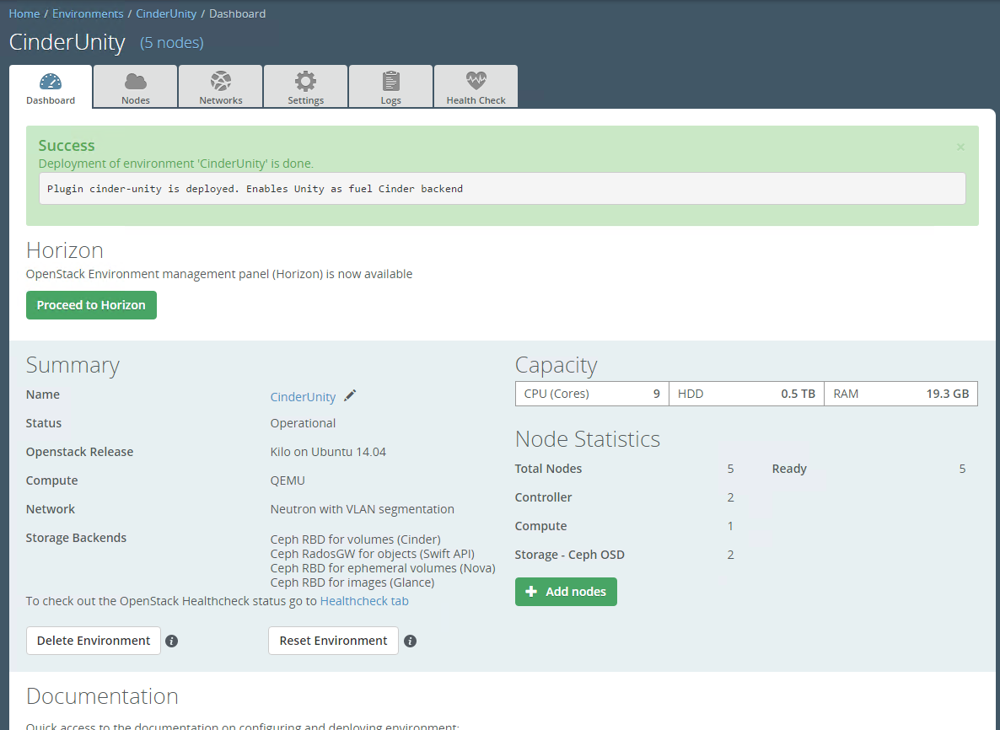 Home / Environments / CinderUnity / Dashboard
CinderUnity (5 nodes)
Dashboard Nodes Networks Settings Logs Health Check
Success ×
Deployment of environment 'CinderUnity' is done.
Plugin cinder-unity is deployed. Enables Unity as fuel Cinder backend
Horizon
OpenStack Environment management panel (Horizon) is now available
Proceed to Horizon
Summary
Name CinderUnity
Status Operational
Openstack Release Kilo on Ubuntu 14.04
Compute QEMU
Network Neutron with VLAN segmentation
Storage Backends Ceph RBD for volumes (Cinder)
Ceph RadosGW for objects (Swift API)
Ceph RBD for ephemeral volumes (Nova)
Ceph RBD for images (Glance)
To check out the OpenStack Healthcheck status go to Healthcheck tab
Delete Environment i Reset Environment i
Capacity
CPU (Cores) 9 HDD 0.5 TB RAM 19.3 GB
Node Statistics
Total Nodes 5 Ready 5
Controller 2
Compute 1
Storage - Ceph OSD 2
+ Add nodes
Documentation
Quick access to the documentation on configuring and deploying environment: